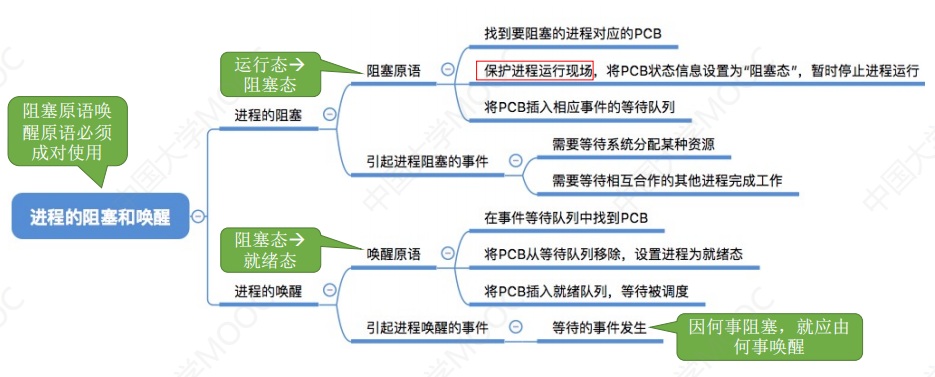 找到要阻塞的进程对应的PCB
运行态→
阻塞态
阻塞原语
保护进程运行现场，将PCB状态信息设置为“阻塞态”，暂时停止进程运行
将PCB插入相应事件的等待队列
进程的阻塞
阻塞原语唤
醒原语必须
成对使用
引起进程阻塞的事件
需要等待系统分配某种资源
需要等待相互合作的其他进程完成工作
进程的阻塞和唤醒
在事件等待队列中找到PCB
阻塞态→
就绪态
唤醒原语
将PCB从等待队列移除，设置进程为就绪态
将PCB插入就绪队列，等待被调度
进程的唤醒
引起进程唤醒的事件
等待的事件发生
因何事阻塞，就应由
何事唤醒
中国大学MOOC